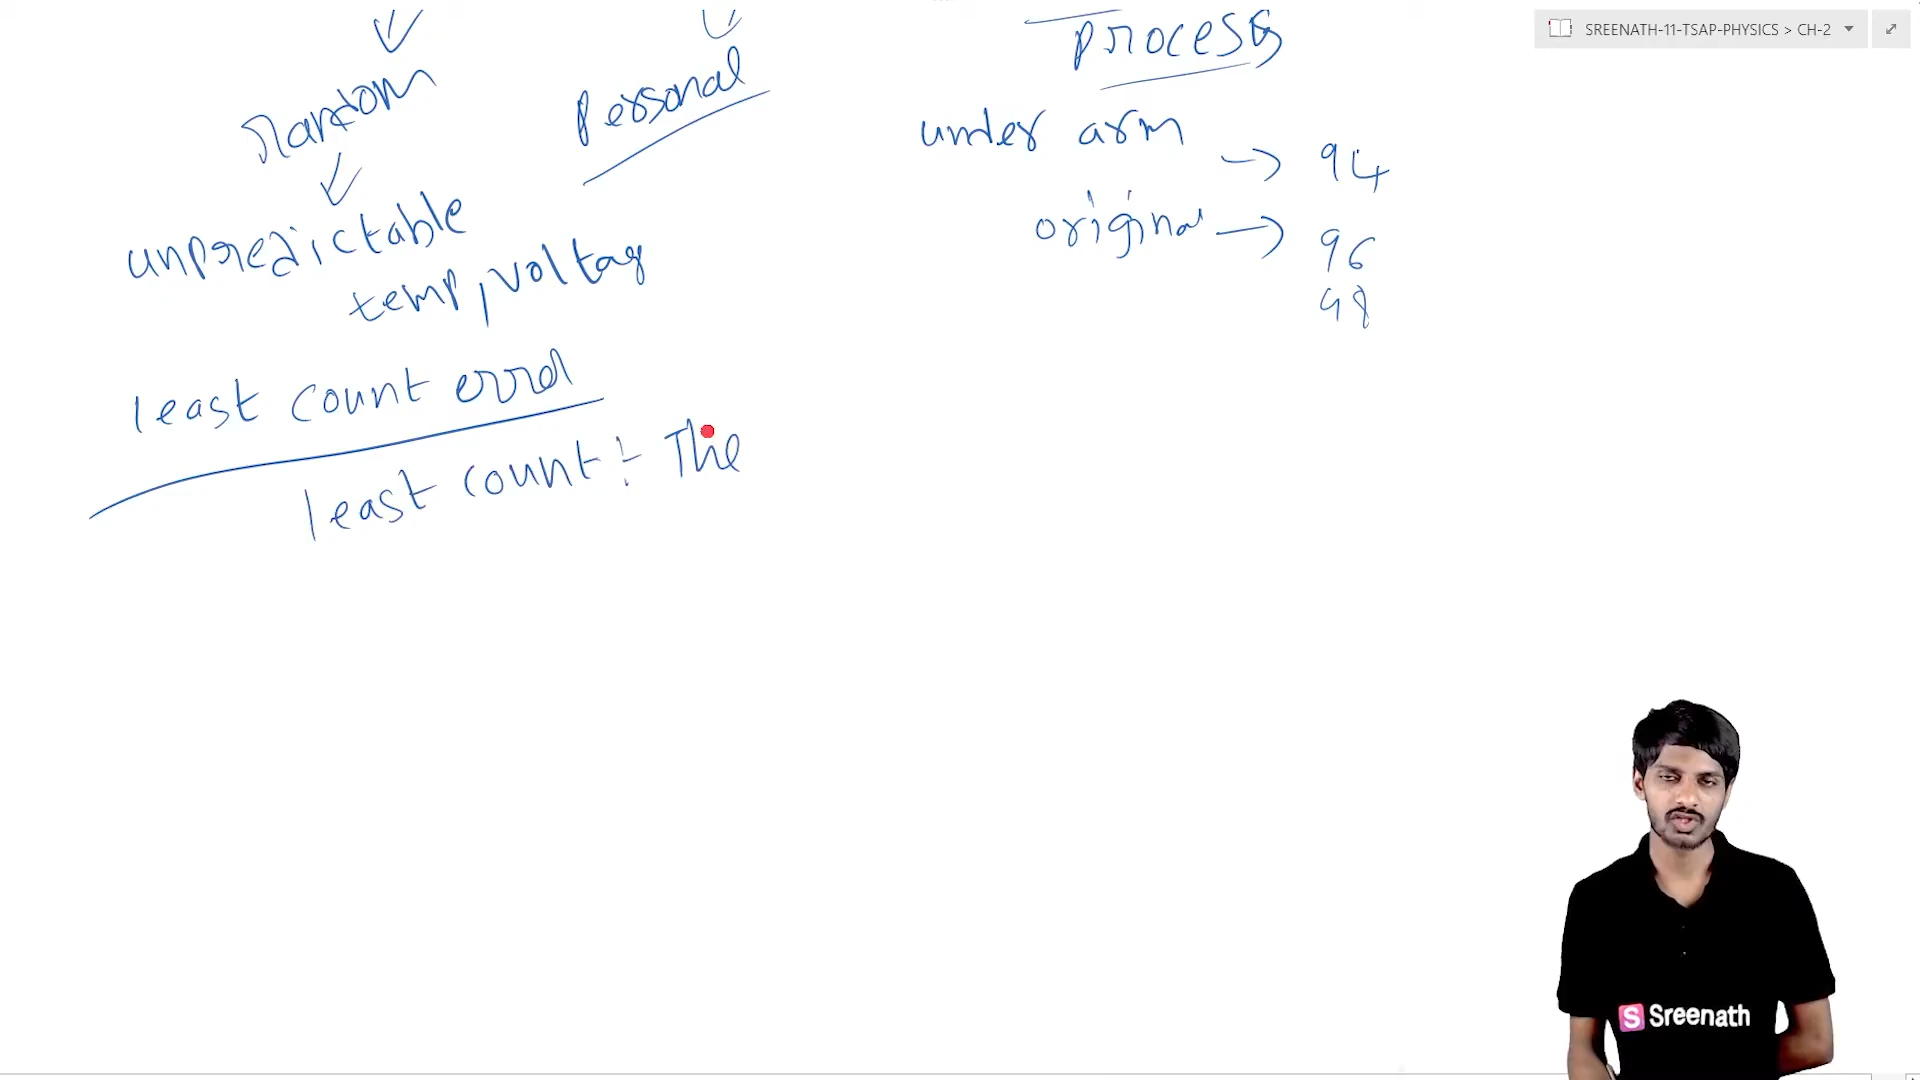 SREENATH-11-TSAP-PHYSICS > CH-2
Process
Random
Personal
under arm → 94
original → 96
98
unpredictable
temp, voltag
least count error
least count :- The
S Sreenath